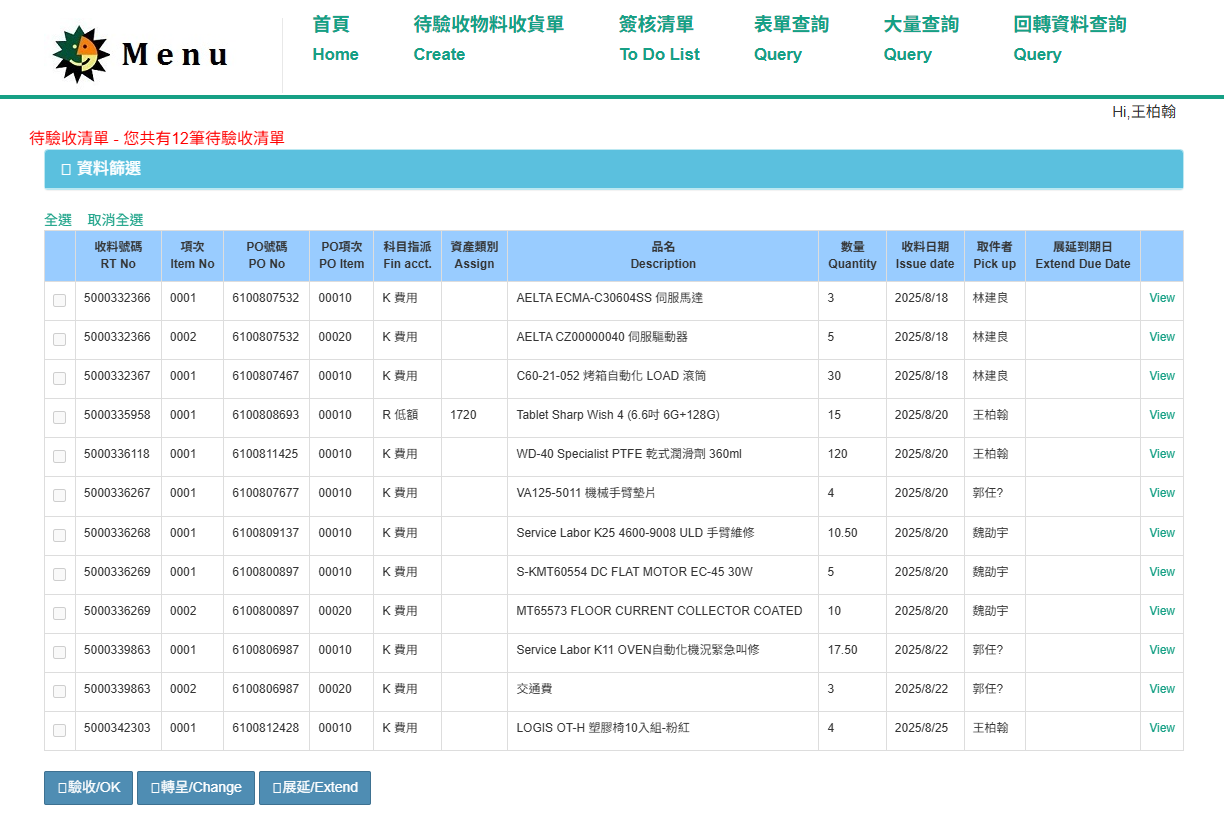 Menu
首頁 待驗收物料收貨單 簽核清單 表單查詢 大量查詢 回轉資料查詢
Home Create To Do List Query Query Query
Hi,王柏翰
待驗收清單 - 您共有12筆待驗收清單
資料篩選
全選 取消全選
收料號碼 項次 PO號碼 PO項次 科目指派 資產類別 品名 數量 收料日期 取件者 展延到期日
RT No Item No PO No PO Item Fin acct. Assign Description Quantity Issue date Pick up Extend Due Date
5000332366 0001 6100807532 00010 K 費用 AELTA ECMA-C30604SS 伺服馬達 3 2025/8/18 林建良 View
5000332366 0002 6100807532 00020 K 費用 AELTA CZ00000040 伺服驅動器 5 2025/8/18 林建良 View
5000332367 0001 6100807467 00010 K 費用 C60-21-052 烤箱自動化 LOAD 滾筒 30 2025/8/18 林建良 View
5000335958 0001 6100808693 00010 R 低額 1720 Tablet Sharp Wish 4 (6.6吋 6G+128G) 15 2025/8/20 王柏翰 View
5000336118 0001 6100811425 00010 K 費用 WD-40 Specialist PTFE 乾式潤滑劑 360ml 120 2025/8/20 王柏翰 View
5000336267 0001 6100807677 00010 K 費用 VA125-5011 機械手臂墊片 4 2025/8/20 郭任? View
5000336268 0001 6100809137 00010 K 費用 Service Labor K25 4600-9008 ULD 手臂維修 10.50 2025/8/20 魏劭宇 View
5000336269 0001 6100800897 00010 K 費用 S-KMT60554 DC FLAT MOTOR EC-45 30W 5 2025/8/20 魏劭宇 View
5000336269 0002 6100800897 00020 K 費用 MT65573 FLOOR CURRENT COLLECTOR COATED 10 2025/8/20 魏劭宇 View
5000339863 0001 6100806987 00010 K 費用 Service Labor K11 OVEN自動化機況緊急叫修 17.50 2025/8/22 郭任? View
5000339863 0002 6100806987 00020 K 費用 交通費 3 2025/8/22 郭任? View
5000342303 0001 6100812428 00010 K 費用 LOGIS OT-H 塑膠椅10入組-粉紅 4 2025/8/25 王柏翰 View
驗收/OK 轉呈/Change 展延/Extend